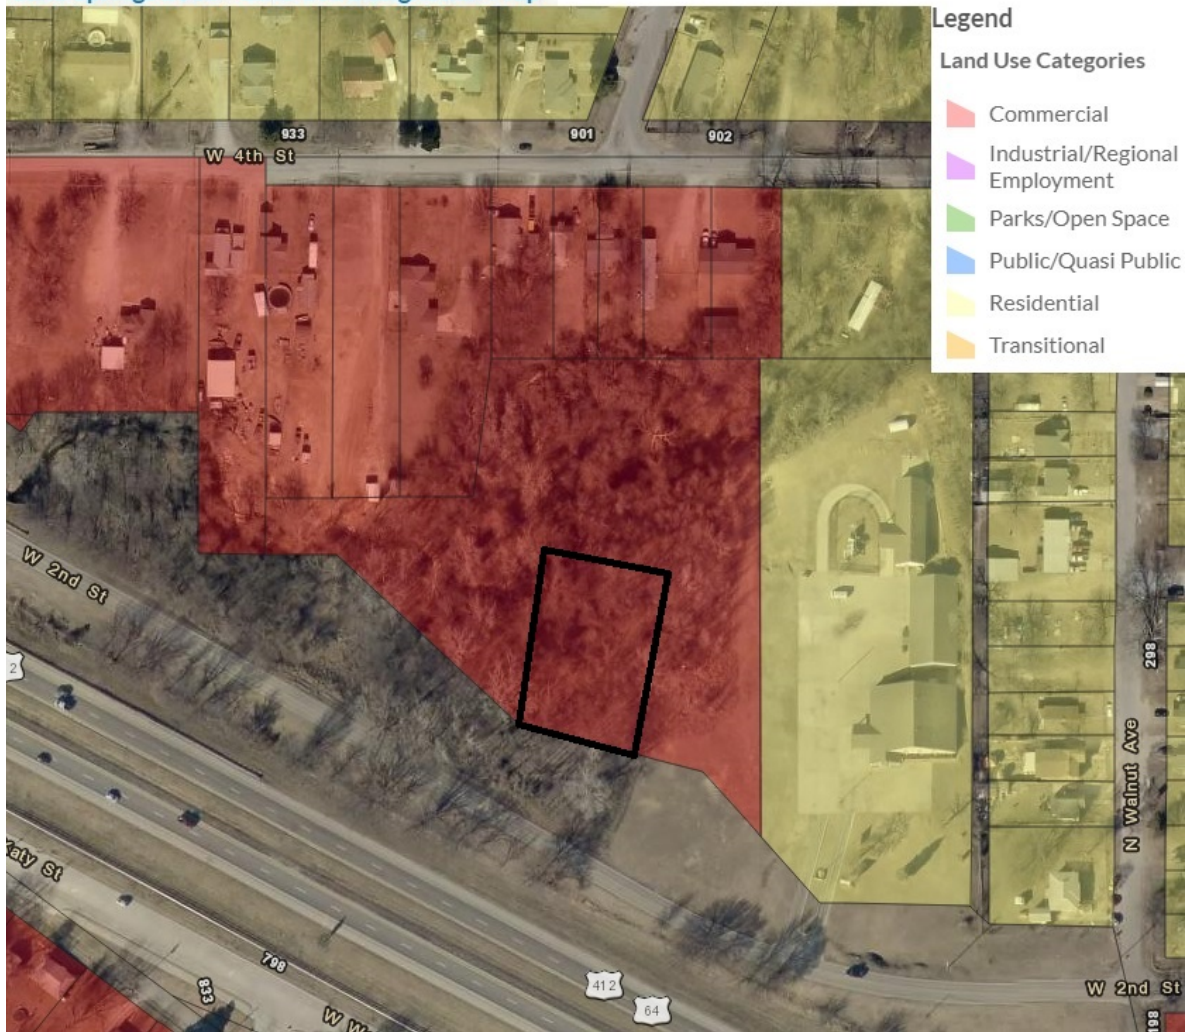 Legend
Land Use Categories
Commercial
Industrial/Regional
Employment
Parks/Open Space
Public/Quasi Public
Residential
Transitional
933
901
902
W 4th St
W 2nd St
2
298
N Walnut Ave
Katy St
798
833
412
64
W 2nd St
198
W W